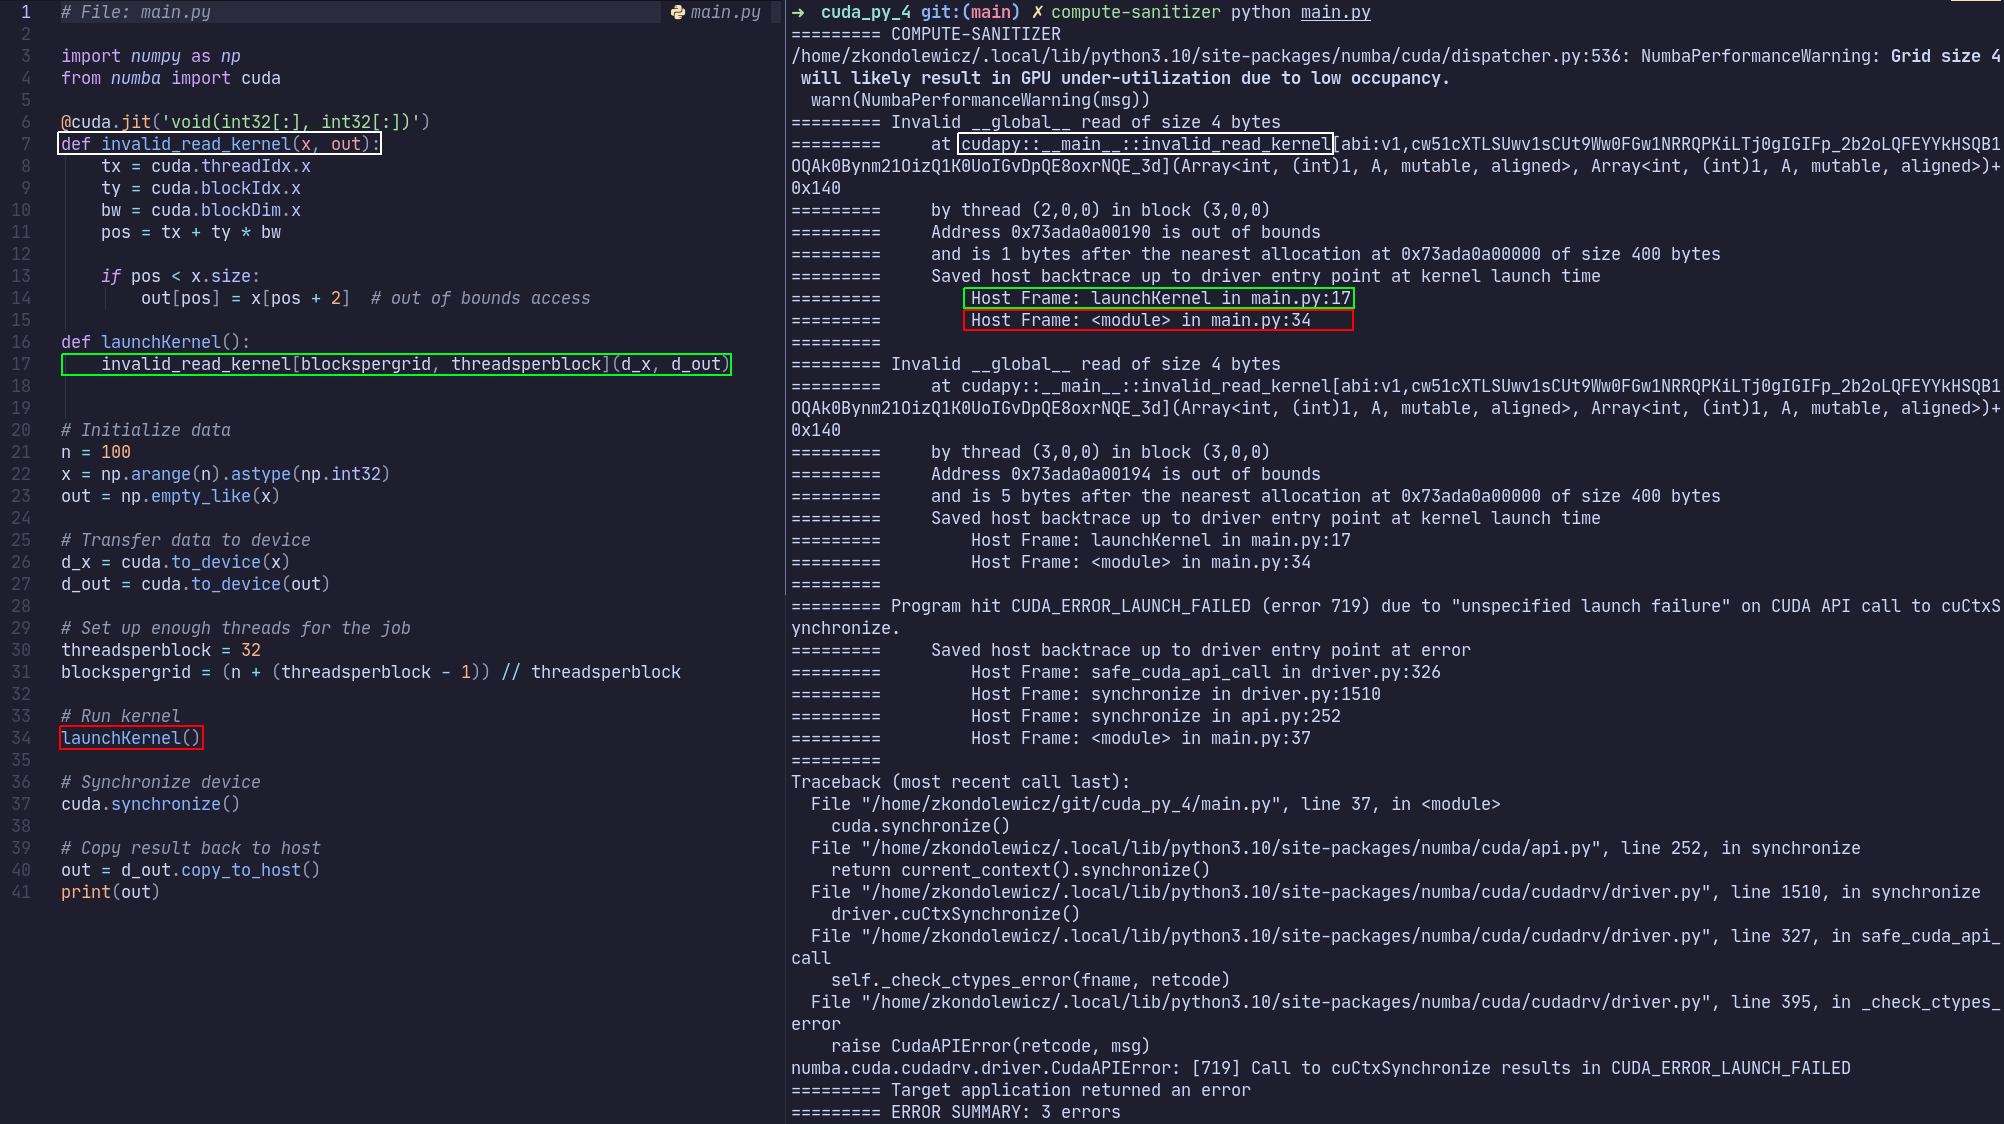 1 # File: main.py
main.py
2
3 import numpy as np
4 from numba import cuda
5
6 @cuda.jit('void(int32[:], int32[:])')
7 def invalid_read_kernel(x, out):
8 tx = cuda.threadIdx.x
9 ty = cuda.blockIdx.x
10 bw = cuda.blockDim.x
11 pos = tx + ty * bw
12
13 if pos < x.size:
14 out[pos] = x[pos + 2]  # out of bounds access
15
16 def launchKernel():
17 invalid_read_kernel[blockspergrid, threadsperblock](d_x, d_out)
18
19
20 # Initialize data
21 n = 100
22 x = np.arange(n).astype(np.int32)
23 out = np.empty_like(x)
24
25 # Transfer data to device
26 d_x = cuda.to_device(x)
27 d_out = cuda.to_device(out)
28
29 # Set up enough threads for the job
30 threadsperblock = 32
31 blockspergrid = (n + (threadsperblock - 1)) // threadsperblock
32
33 # Run kernel
34 launchKernel()
35
36 # Synchronize device
37 cuda.synchronize()
38
39 # Copy result back to host
40 out = d_out.copy_to_host()
41 print(out)
➜ cuda_py_4 git:(main) ✗ compute-sanitizer python main.py
========= COMPUTE-SANITIZER
/home/zkondolewicz/.local/lib/python3.10/site-packages/numba/cuda/dispatcher.py:536: NumbaPerformanceWarning: Grid size 4
will likely result in GPU under-utilization due to low occupancy.
warn(NumbaPerformanceWarning(msg))
========= Invalid __global__ read of size 4 bytes
========= at cudapy::__main__::invalid_read_kernel[abi:v1,cw51cXTLSUwv1sCUt9Ww0FGw1NRRQPKiLTj0gIGIFp_2b2oLQFEYYkHSQB1
OQAk0Bynm21OizQ1K0UoIGvDpQE8oxrNQE_3d](Array<int, (int)1, A, mutable, aligned>, Array<int, (int)1, A, mutable, aligned>)+
0x140
========= by thread (2,0,0) in block (3,0,0)
========= Address 0x73ada0a00190 is out of bounds
========= and is 1 bytes after the nearest allocation at 0x73ada0a00000 of size 400 bytes
========= Saved host backtrace up to driver entry point at kernel launch time
========= Host Frame: launchKernel in main.py:17
========= Host Frame: <module> in main.py:34
=========
========= Invalid __global__ read of size 4 bytes
========= at cudapy::__main__::invalid_read_kernel[abi:v1,cw51cXTLSUwv1sCUt9Ww0FGw1NRRQPKiLTj0gIGIFp_2b2oLQFEYYkHSQB1
OQAk0Bynm21OizQ1K0UoIGvDpQE8oxrNQE_3d](Array<int, (int)1, A, mutable, aligned>, Array<int, (int)1, A, mutable, aligned>)+
0x140
========= by thread (3,0,0) in block (3,0,0)
========= Address 0x73ada0a00194 is out of bounds
========= and is 5 bytes after the nearest allocation at 0x73ada0a00000 of size 400 bytes
========= Saved host backtrace up to driver entry point at kernel launch time
========= Host Frame: launchKernel in main.py:17
========= Host Frame: <module> in main.py:34
=========
========= Program hit CUDA_ERROR_LAUNCH_FAILED (error 719) due to "unspecified launch failure" on CUDA API call to cuCtxS
ynchronize.
========= Saved host backtrace up to driver entry point at error
========= Host Frame: safe_cuda_api_call in driver.py:326
========= Host Frame: synchronize in driver.py:1510
========= Host Frame: synchronize in api.py:252
========= Host Frame: <module> in main.py:37
=========
Traceback (most recent call last):
File "/home/zkondolewicz/git/cuda_py_4/main.py", line 37, in <module>
cuda.synchronize()
File "/home/zkondolewicz/.local/lib/python3.10/site-packages/numba/cuda/api.py", line 252, in synchronize
return current_context().synchronize()
File "/home/zkondolewicz/.local/lib/python3.10/site-packages/numba/cuda/cudadrv/driver.py", line 1510, in synchronize
driver.cuCtxSynchronize()
File "/home/zkondolewicz/.local/lib/python3.10/site-packages/numba/cuda/cudadrv/driver.py", line 327, in safe_cuda_api_
call
self._check_ctypes_error(fname, retcode)
File "/home/zkondolewicz/.local/lib/python3.10/site-packages/numba/cuda/cudadrv/driver.py", line 395, in _check_ctypes_
error
raise CudaAPIError(retcode, msg)
numba.cuda.cudadrv.driver.CudaAPIError: [719] Call to cuCtxSynchronize results in CUDA_ERROR_LAUNCH_FAILED
========= Target application returned an error
========= ERROR SUMMARY: 3 errors